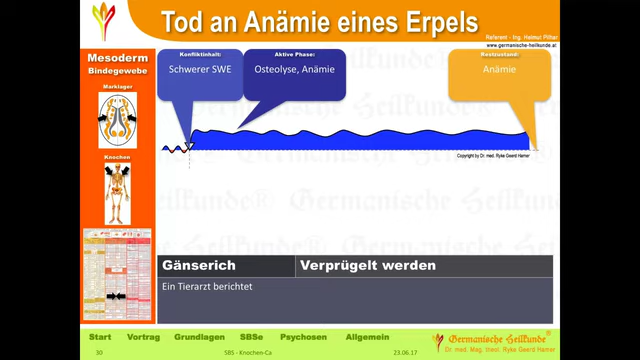 Tod an Anämie eines Erpels
Referent - Ing. Helmut Pilhar
www.germanische-heilkunde.at
Mesoderm
Bindegewebe
Marklager
Knochen
Konfliktinhalt:
Schwerer SWE
Aktive Phase:
Osteolyse, Anämie
Restzustand:
Anämie
Copyright by Dr. med. Ryke Geerd Hamer
Germanische Heilkunde®
Gänserich
Verprügelt werden
Ein Tierarzt berichtet
Start Vortrag Grundlagen SBSe Psychosen Allgemein
Germanische Heilkunde®
Dr. med. Mag. theol. Ryke Geerd Hamer
30
SBS - Knochen-Ca
23.06.17